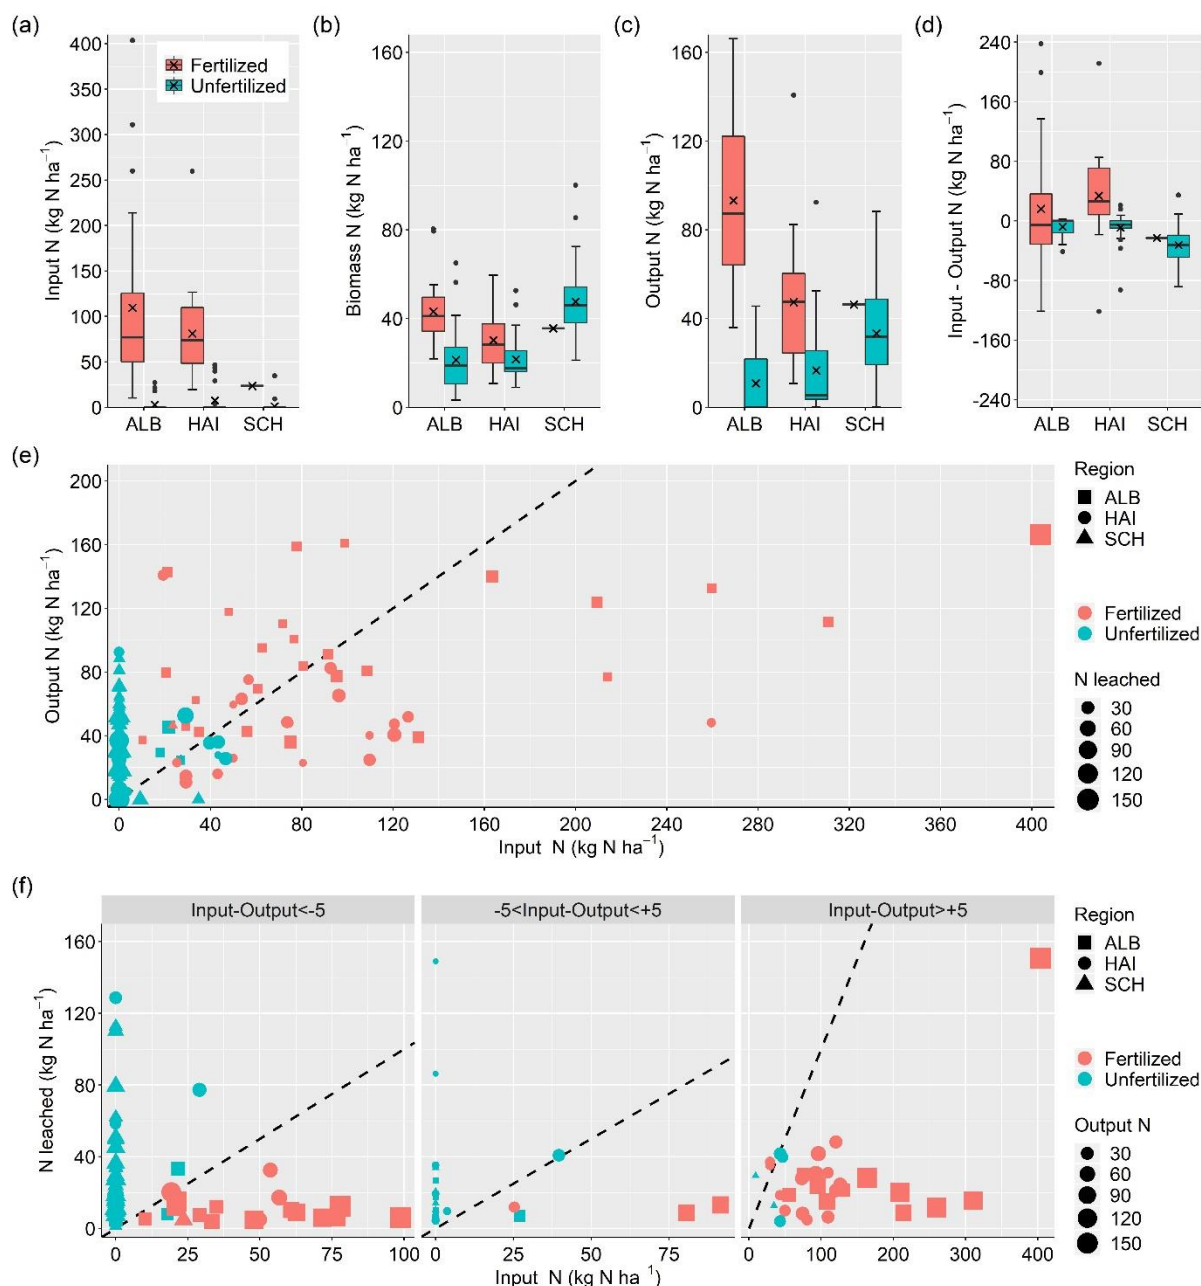 (a)
(b)
(c)
(d)
Input N (kg N ha⁻¹)
400
350
300
250
200
150
100
50
0
Fertilized
Unfertilized
ALB HAI SCH
Biomass N (kg N ha⁻¹)
160
120
80
40
0
ALB HAI SCH
Output N (kg N ha⁻¹)
160
120
80
40
0
ALB HAI SCH
Input - Output N (kg N ha⁻¹)
240
160
80
0
-80
-160
-240
ALB HAI SCH
(e)
Output N (kg N ha⁻¹)
200
160
120
80
40
0
0 40 80 120 160 200 240 280 320 360 400
Input N (kg N ha⁻¹)
Region
ALB
HAI
SCH
Fertilized
Unfertilized
N leached
30
60
90
120
150
(f)
Input-Output<-5
-5<Input-Output<+5
Input-Output>+5
N leached (kg N ha⁻¹)
160
120
80
40
0
0 25 50 75 100
0 25 50 75
0 100 200 300 400
Input N (kg N ha⁻¹)
Region
ALB
HAI
SCH
Fertilized
Unfertilized
Output N
30
60
90
120
150